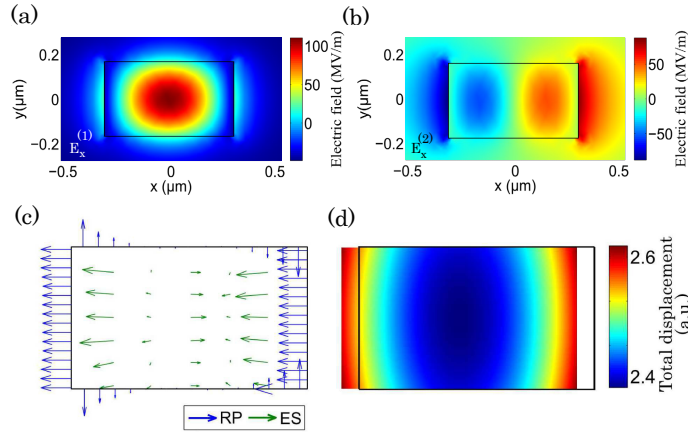 (a)
0.2
0
-0.2
y(μm)
E_x^(1)
-0.5
0
0.5
x (μm)
100
50
0
Electric field (MV/m)
(b)
0.2
0
-0.2
y(μm)
E_x^(2)
-0.5
0
0.5
x (μm)
50
0
-50
Electric field (MV/m)
(c)
RP
ES
(d)
2.6
2.4
Total displacement
(a.u.)